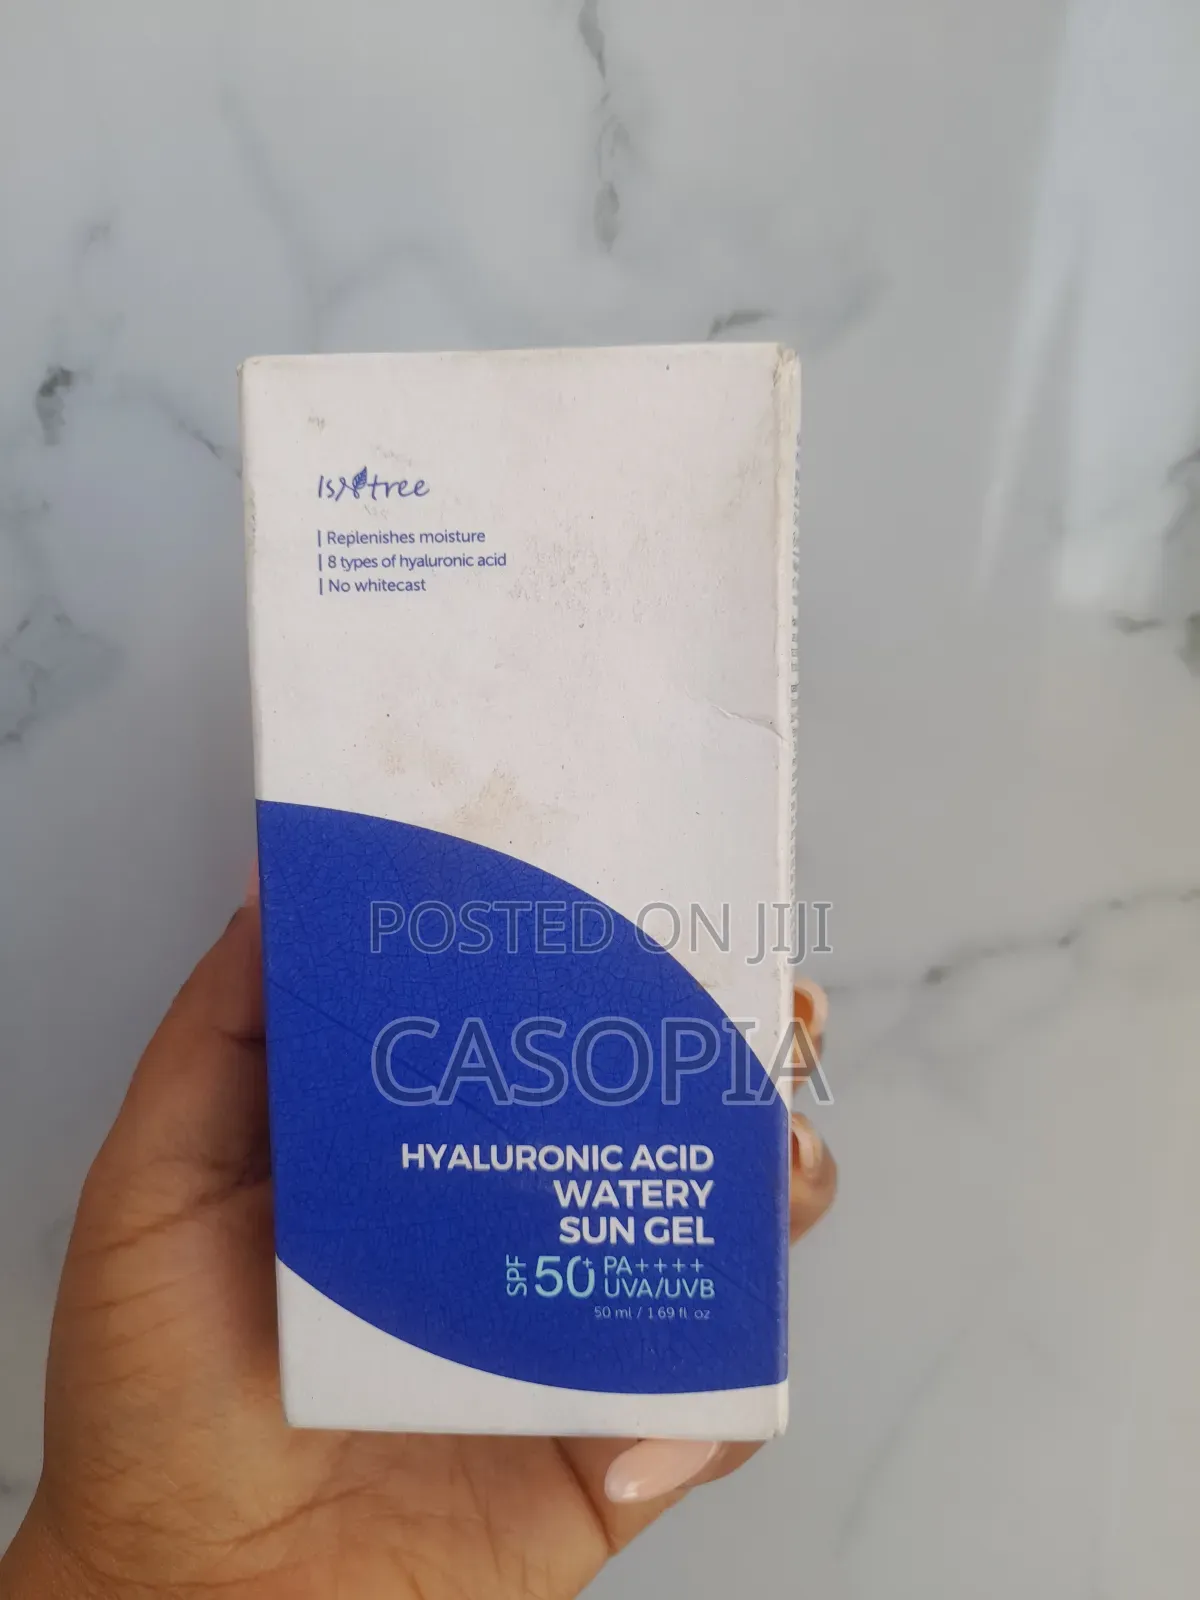 Isntree
Replenishes moisture
8 types of hyaluronic acid
No whitecast
POSTED ON JIJI
CASOPIA
HYALURONIC ACID
WATERY
SUN GEL
SPF 50+ PA++++
UVA/UVB
50 ml / 1.69 fl. oz